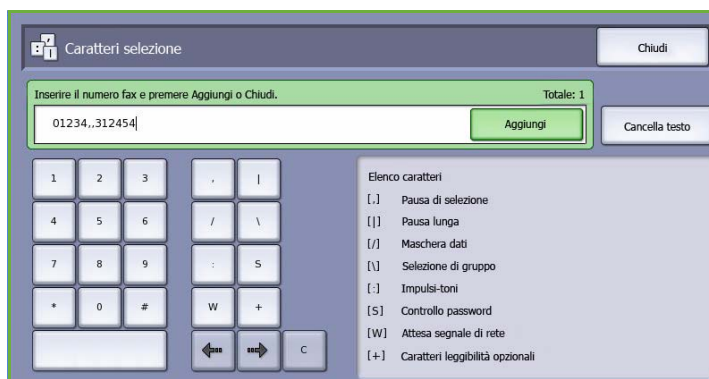 Caratteri selezione
Chiudi
Inserire il numero fax e premere Aggiungi o Chiudi.
Totale: 1
01234,,312454
Aggiungi
Cancella testo
1 2 3 , |
4 5 6 / \
7 8 9 : S
* 0 # W +
C
Elenco caratteri
[,] Pausa di selezione
[|] Pausa lunga
[/] Maschera dati
[\] Selezione di gruppo
[:] Impulsi-toni
[S] Controllo password
[W] Attesa segnale di rete
[+] Caratteri leggibilità opzionali